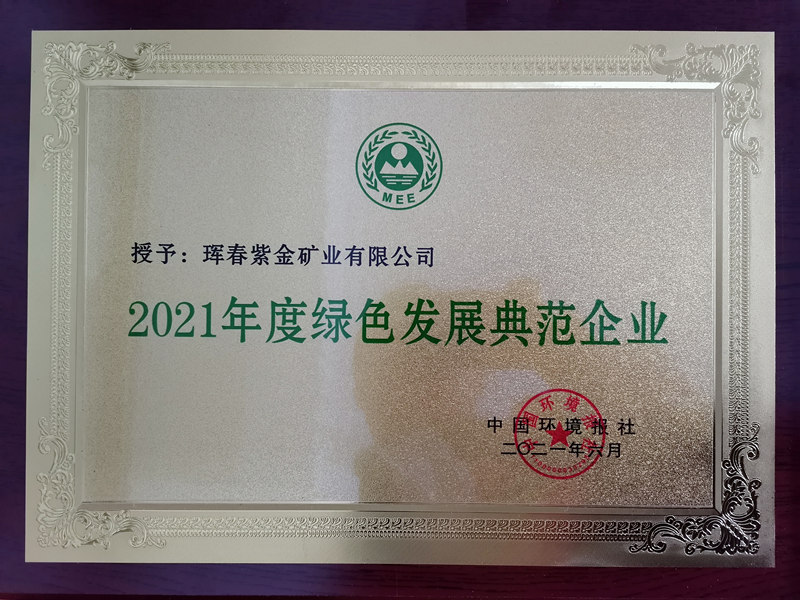 MEE
授予：珲春紫金矿业有限公司
2021年度绿色发展典范企业
中国环境报社
二〇二一年六月